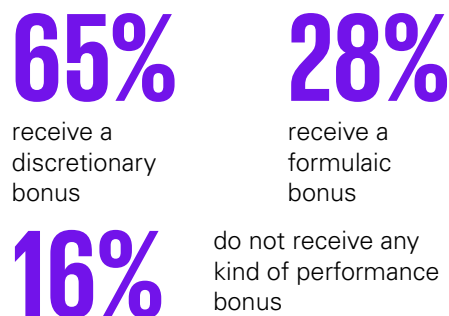 65%
receive a
discretionary
bonus
28%
receive a
formulaic
bonus
16%
do not receive any
kind of performance
bonus